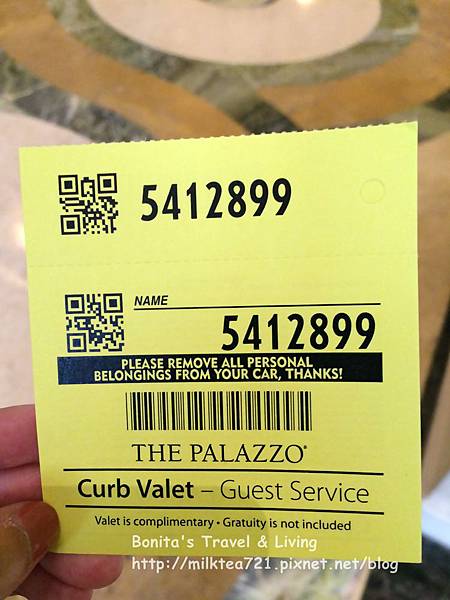 5412899
NAME
5412899
PLEASE REMOVE ALL PERSONAL
BELONGINGS FROM YOUR CAR, THANKS!
THE PALAZZO®
Curb Valet – Guest Service
Valet is complimentary • Gratuity is not included
Bonita's Travel & Living
http://milktea721.pixnet.net/blog